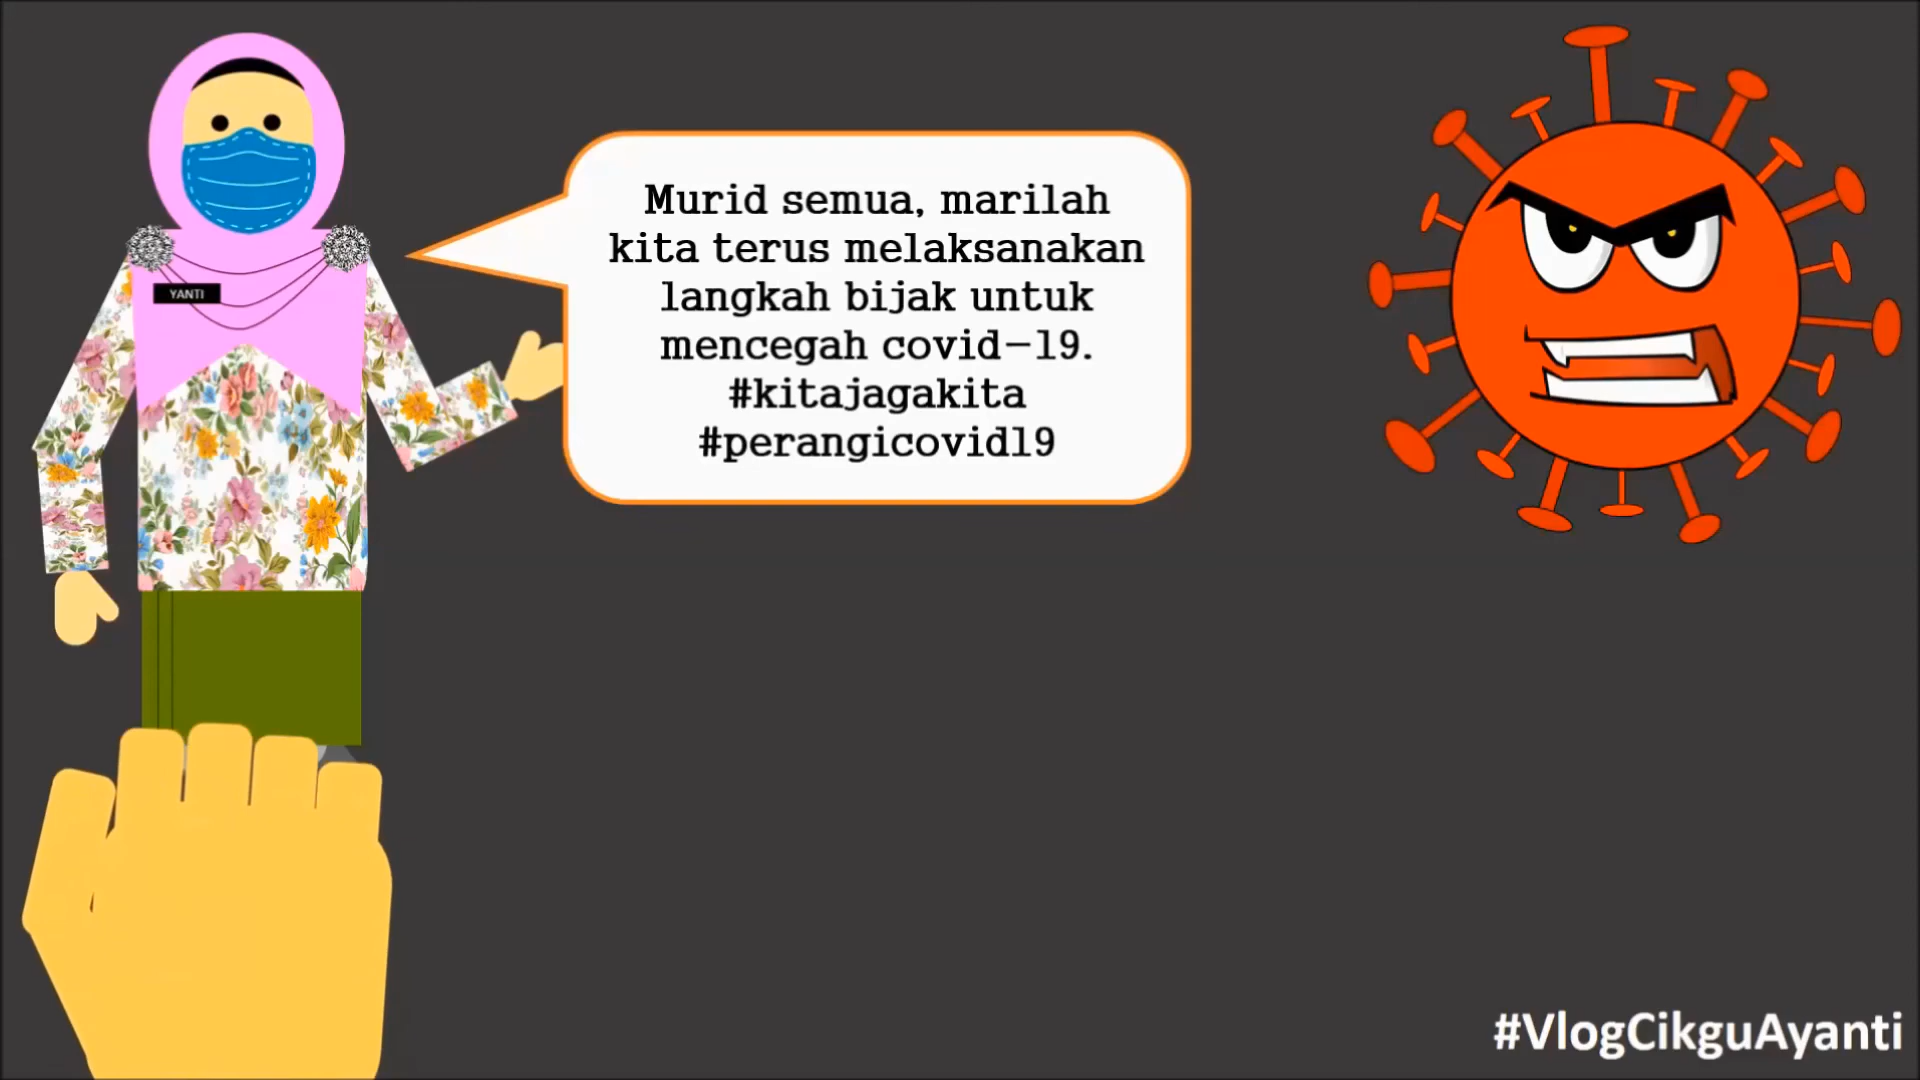 YANTI
Murid semua, marilah
kita terus melaksanakan
langkah bijak untuk
mencegah covid-19.
#kitajagakita
#perangicovid19
#VlogCikguAyanti